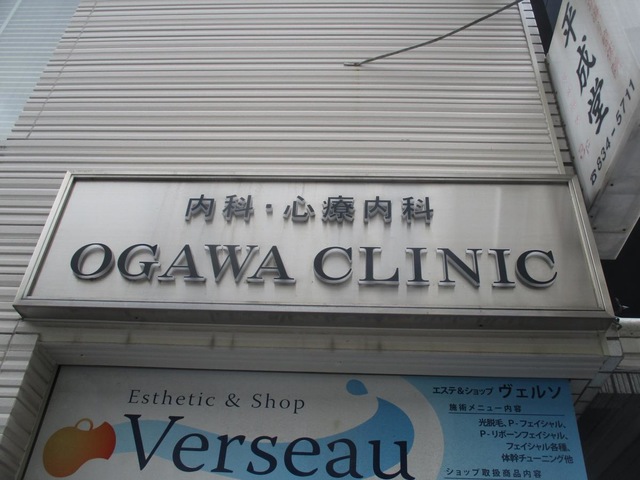 平成堂
☎834-5711
内科・心療内科
OGAWA CLINIC
Esthetic & Shop
Verseau
エステ&ショップ ヴェルソ
施術メニュー内容
光脱毛、P・フェイシャル、
P・リボーンフェイシャル、
フェイシャル各種、
体幹チューニング他
ショップ取扱商品内容